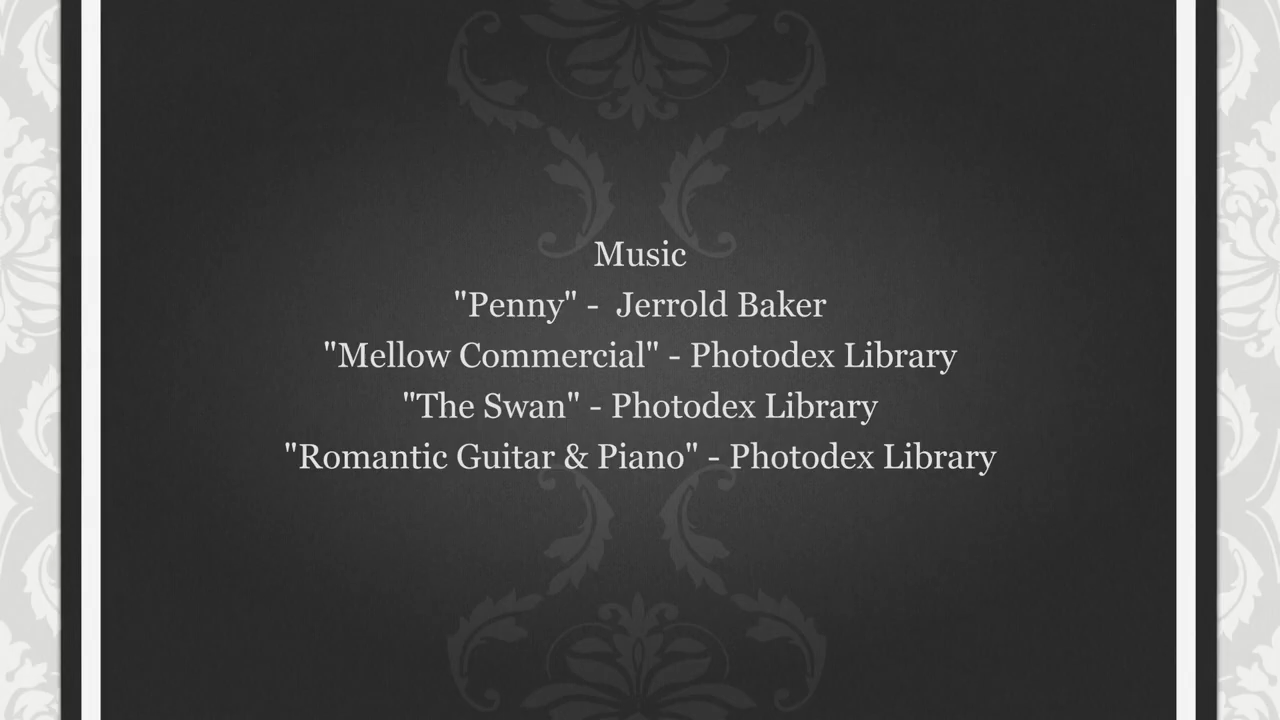 Music
"Penny" -  Jerrold Baker
"Mellow Commercial" - Photodex Library
"The Swan" - Photodex Library
"Romantic Guitar & Piano" - Photodex Library